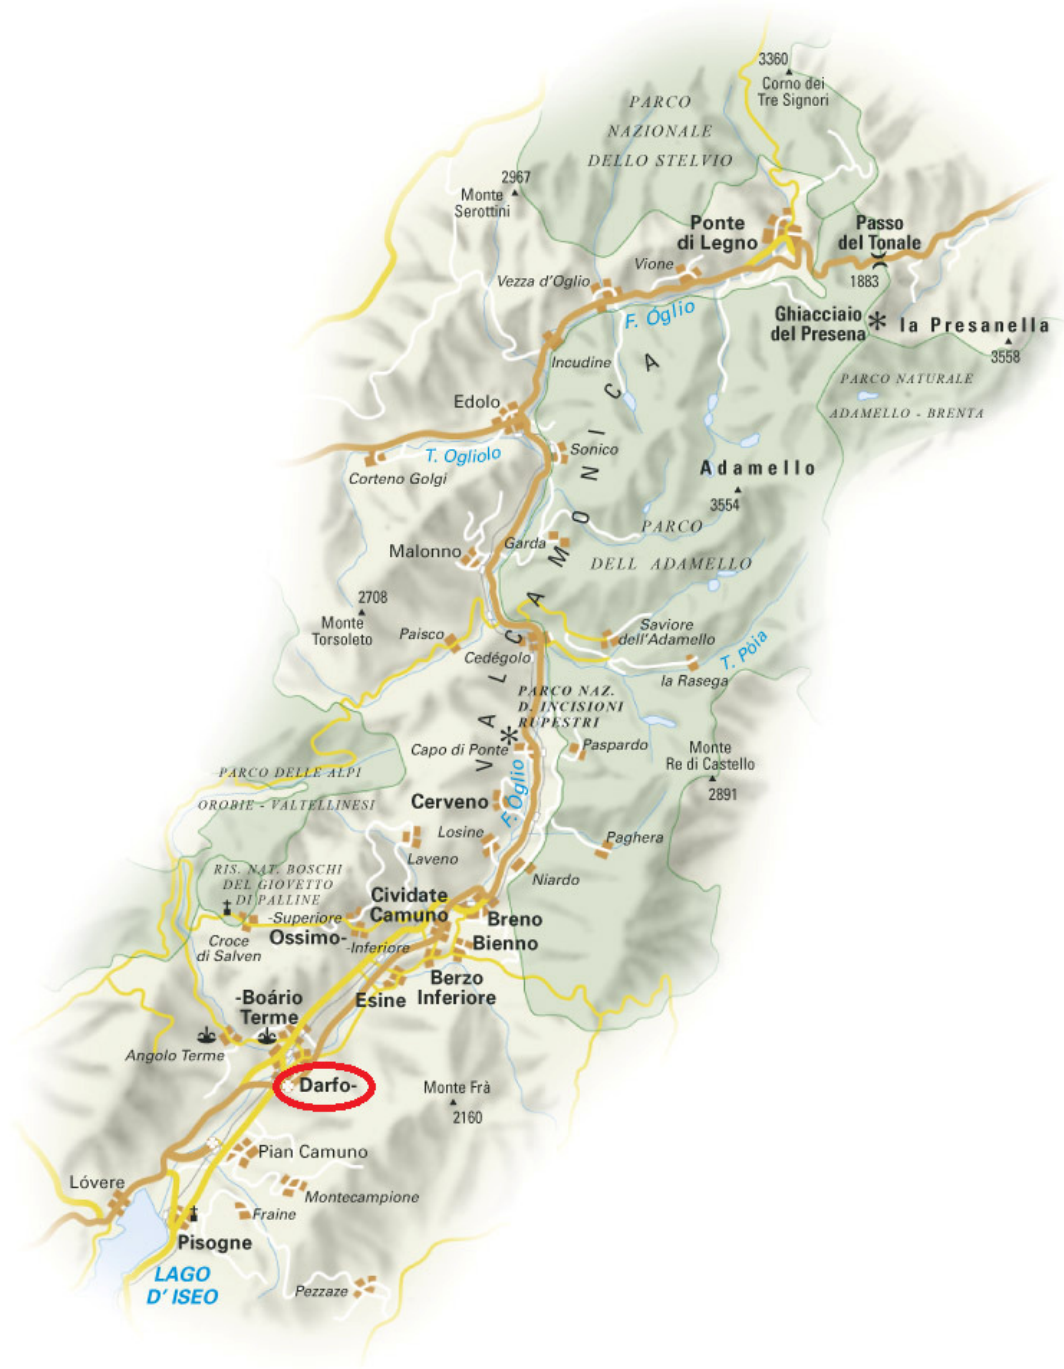 3360
Corno dei
Tre Signori
PARCO
NAZIONALE
DELLO STELVIO
2967
Monte
Serottini
Ponte
di Legno
Passo
del Tonale
1883
Vione
Vezza d'Oglio
F. Óglio
Ghiacciaio
del Presena
la Presanella
3558
Incudine
PARCO NATURALE
ADAMELLO - BRENTA
Edolo
T. Ogliolo
Sonico
Corteno Golgi
Adamello
3554
VAL CAMONICA
Garda
PARCO
DELL ADAMELLO
Malonno
2708
Monte
Torsoleto
Paisco
Cedégolo
Saviore
dell'Adamello
T. Pòia
la Rasega
PARCO NAZ.
D. INCISIONI
RUPESTRI
Capo di Ponte
Paspardo
Monte
Re di Castello
2891
PARCO DELLE ALPI
OROBIE - VALTELLINESI
Cerveno
F. Óglio
Losine
Laveno
Paghera
Niardo
RIS. NAT. BOSCHI
DEL GIOVETTO
DI PALLINE
Cividate
Camuno
-Superiore
Ossimo-
-Inferiore
Breno
Bienno
Croce
di Salven
Berzo
Inferiore
Esine
-Boário
Terme
Angolo Terme
Darfo-
Monte Frà
2160
Pian Camuno
Lóvere
Montecampione
Fraine
Pisogne
LAGO
D' ISEO
Pezzaze